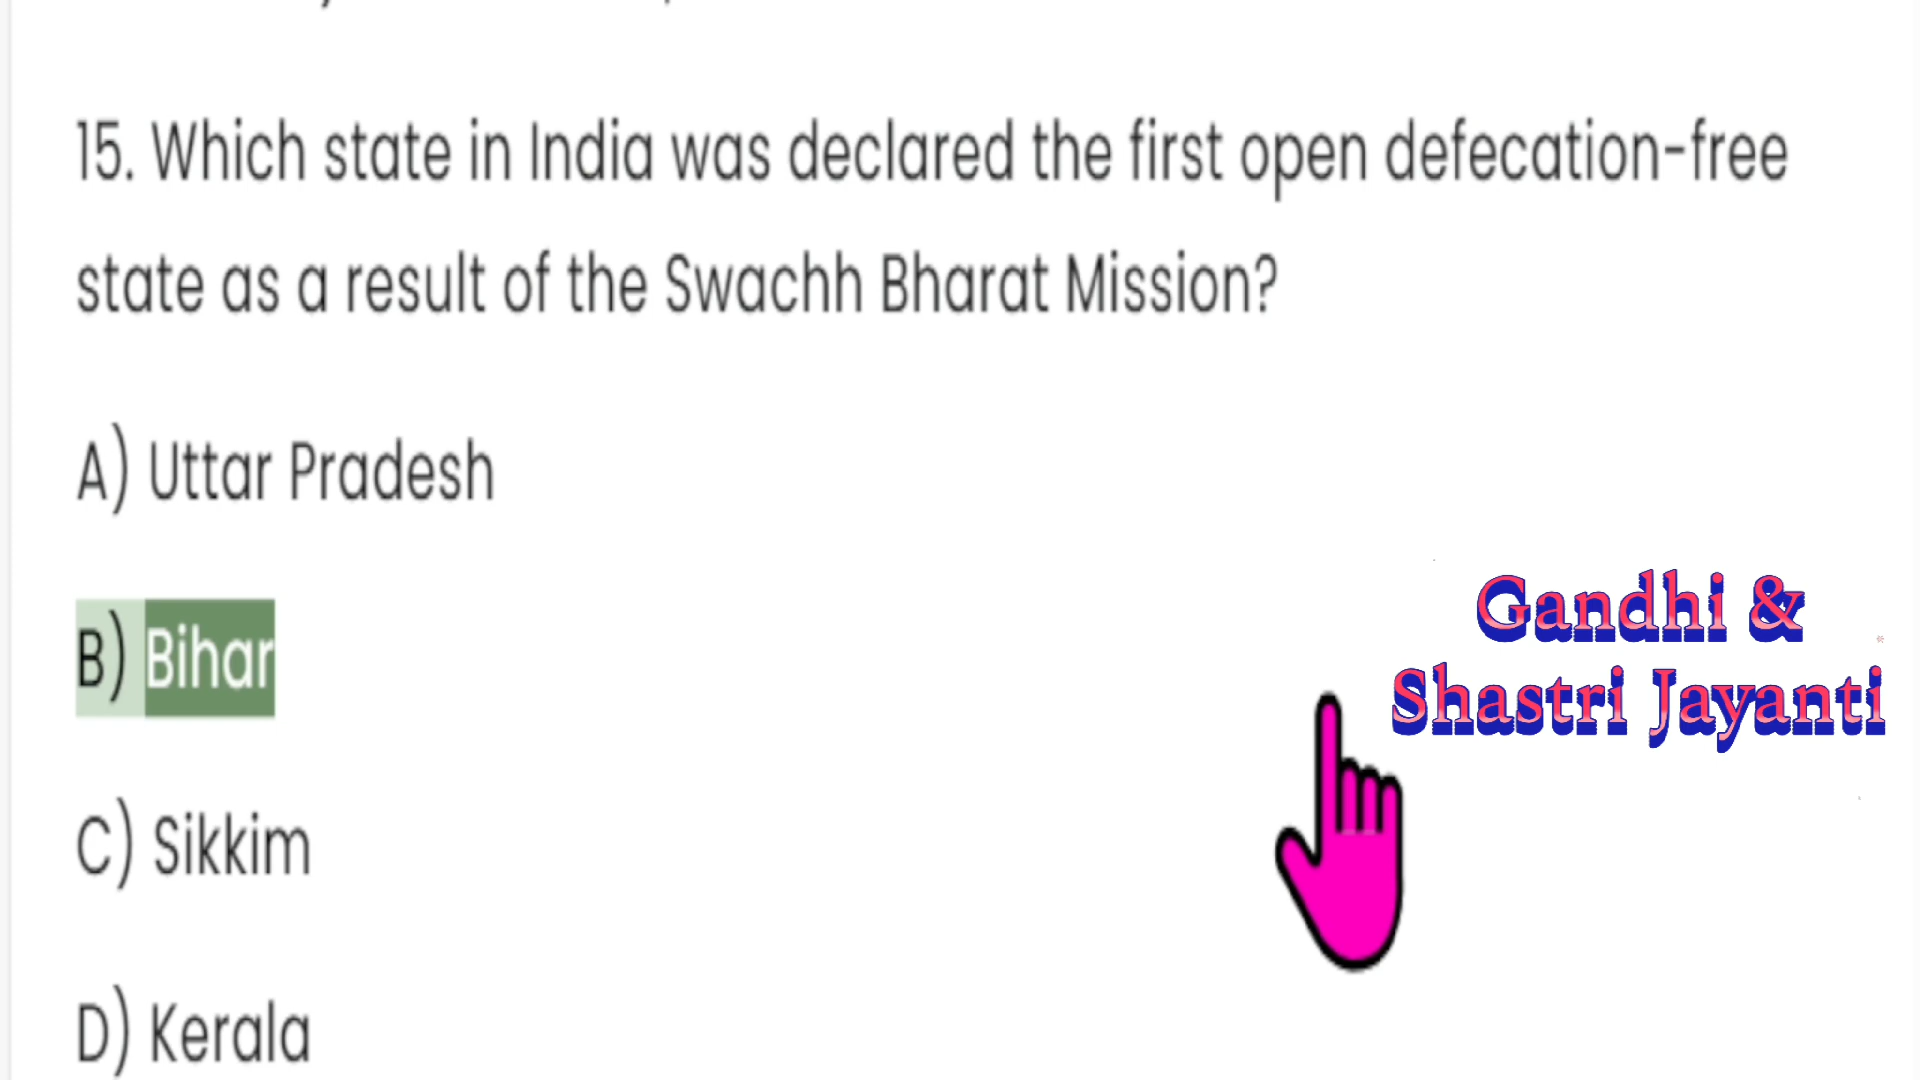 15. Which state in India was declared the first open defecation-free
state as a result of the Swachh Bharat Mission?
A) Uttar Pradesh
B) Bihar
Gandhi &
Shastri Jayanti
C) Sikkim
D) Kerala